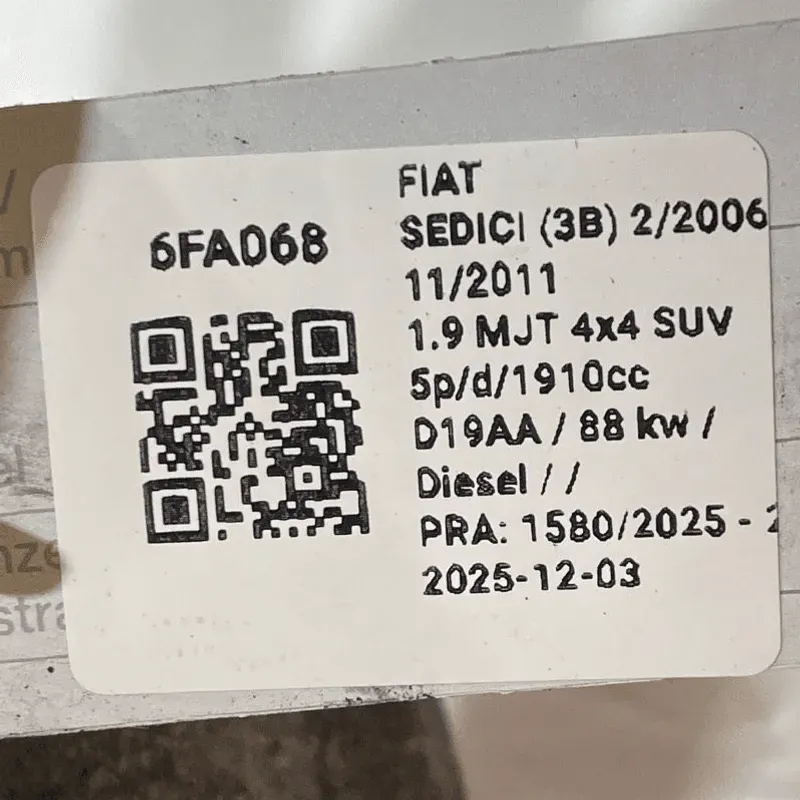 6FA068
FIAT
SEDICI (3B) 2/2006
11/2011
1.9 MJT 4x4 SUV
5p/d/1910cc
D19AA / 88 kw /
Diesel / /
PRA: 1580/2025 -
2025-12-03